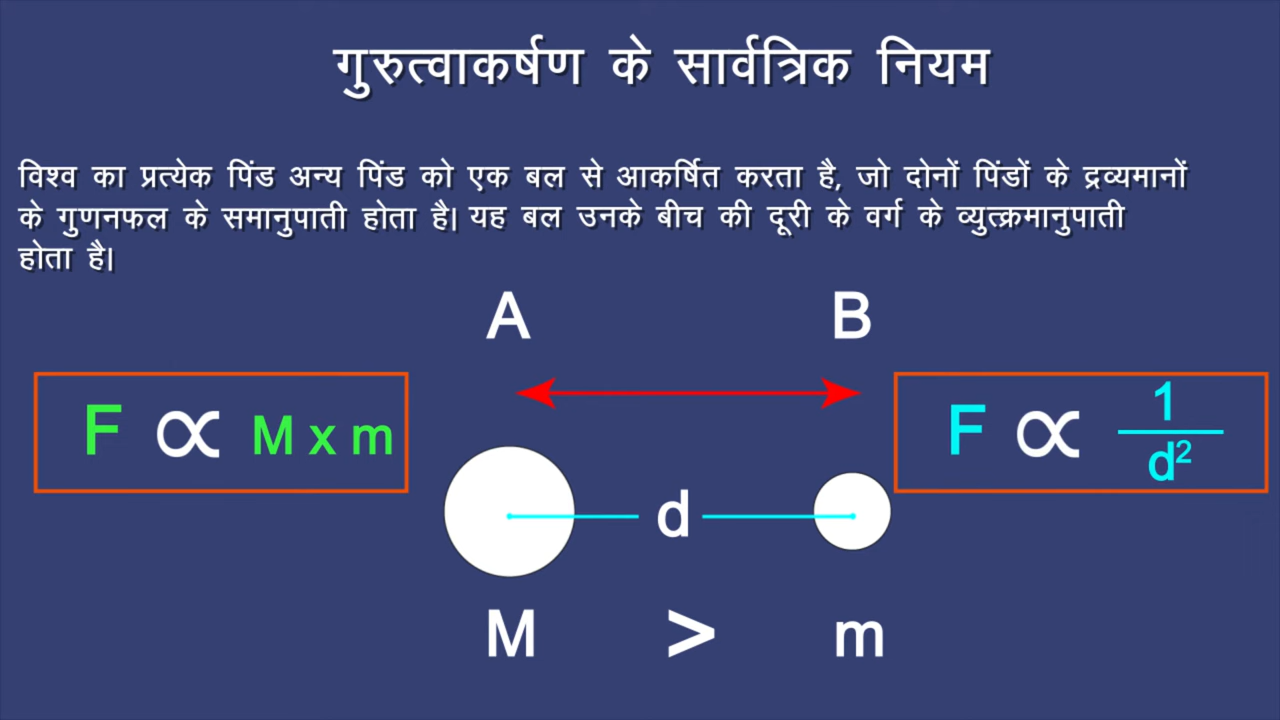 गुरुत्वाकर्षण के सार्वत्रिक नियम
विश्व का प्रत्येक पिंड अन्य पिंड को एक बल से आकर्षित करता है, जो दोनों पिंडों के द्रव्यमानों
के गुणनफल के समानुपाती होता है। यह बल उनके बीच की दूरी के वर्ग के व्युत्क्रमानुपाती
होता है।
A B
F ∝ M x m
F ∝ 1/d²
d
M > m